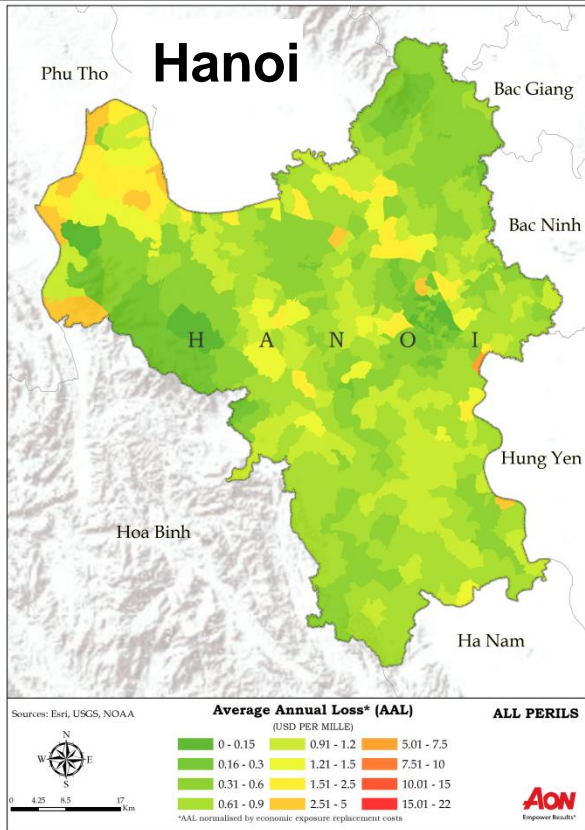 Hanoi
Phu Tho
Bac Giang
Bac Ninh
H A N O I
Hung Yen
Hoa Binh
Ha Nam
Sources: Esri, USGS, NOAA
N
W E
S
0 4.25 8.5 17
Km
Average Annual Loss* (AAL)
(USD PER MILLE)
0 - 0.15 0.91 - 1.2 5.01 - 7.5
0.16 - 0.3 1.21 - 1.5 7.51 - 10
0.31 - 0.6 1.51 - 2.5 10.01 - 15
0.61 - 0.9 2.51 - 5 15.01 - 22
*AAL normalised by economic exposure replacement costs
ALL PERILS
AON
Empower Results®